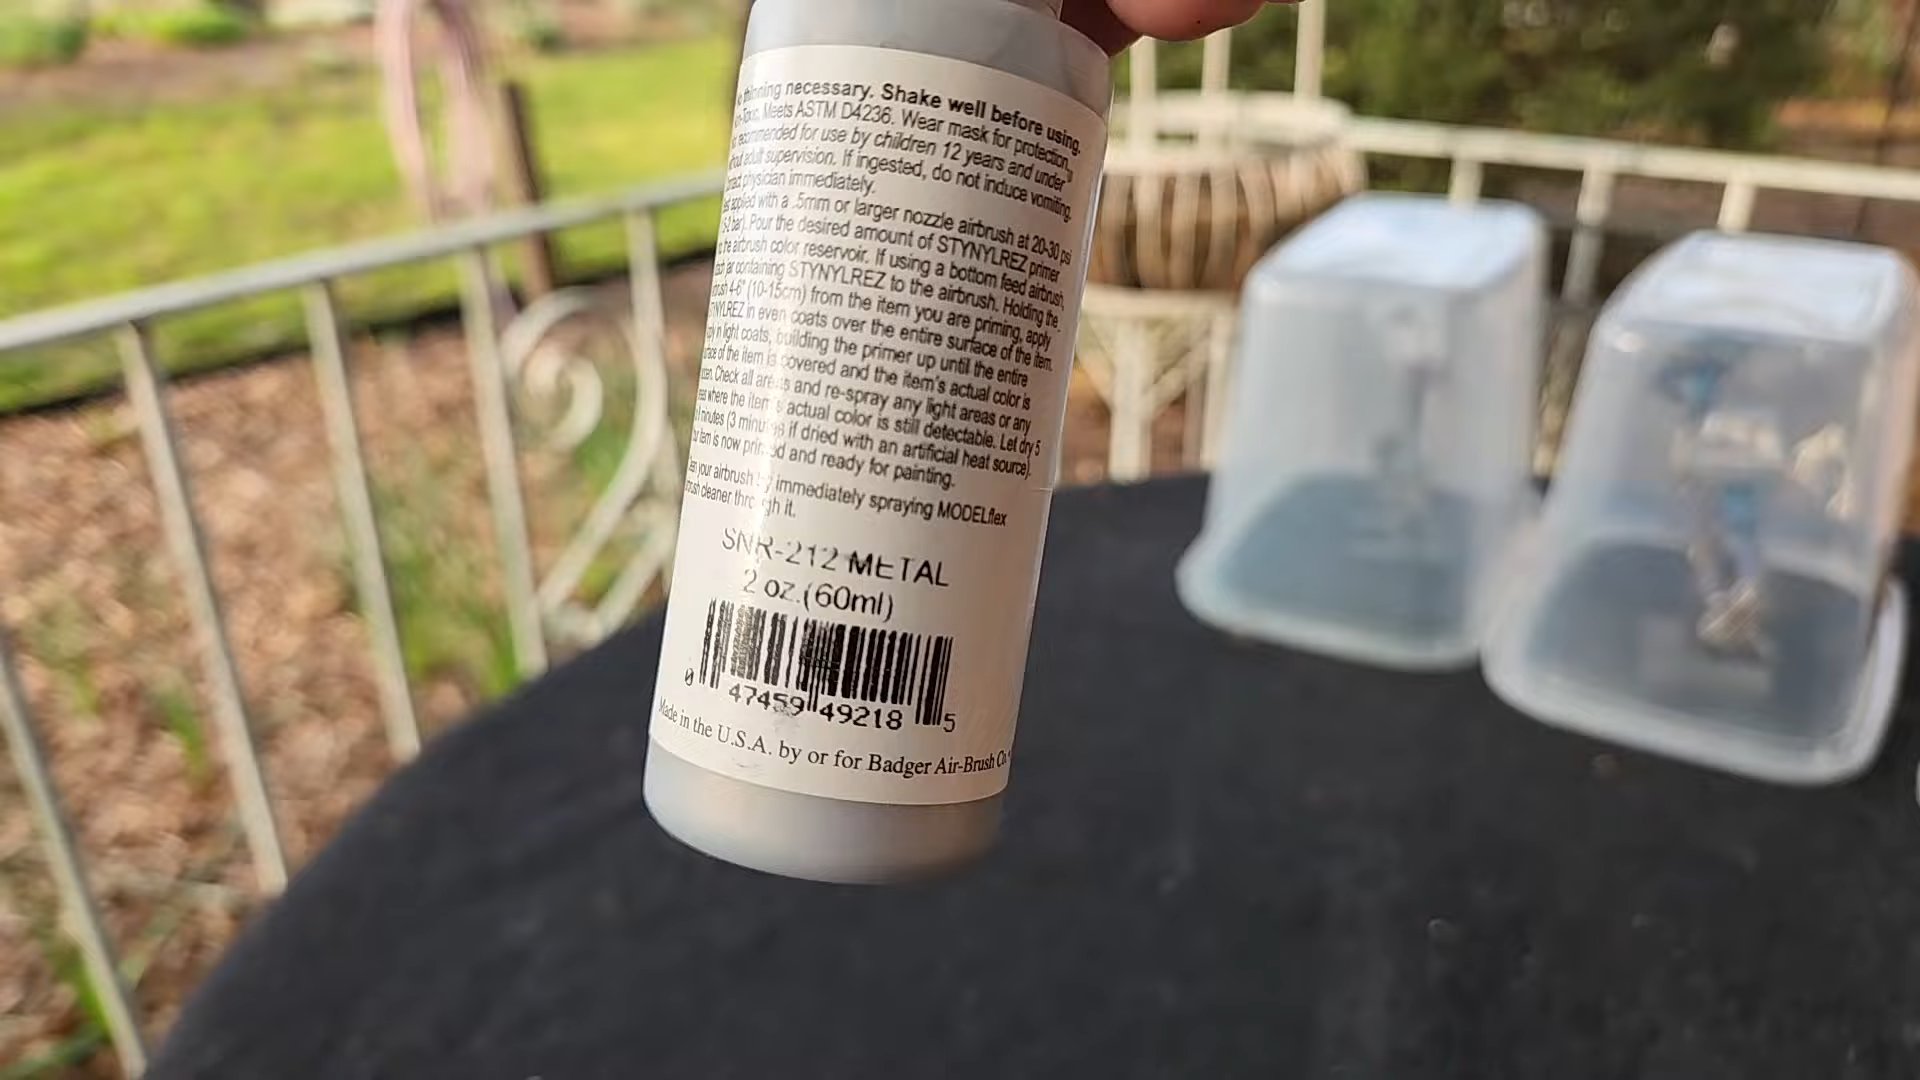 thinning necessary. Shake well before using.
Meets ASTM D4236. Wear mask for protection,
recommended for use by children 12 years and under
adult supervision. If ingested, do not induce vomiting.
physician immediately.
applied with a .5mm or larger nozzle airbrush at 20-30 psi
bar). Pour the desired amount of STYNYLREZ primer
the airbrush color reservoir. If using a bottom feed airbrush,
jar containing STYNYLREZ to the airbrush. Holding the
4-6" (10-15cm) from the item you are priming, apply
in even coats over the entire surface of the item.
in light coats, building the primer up until the entire
of the item is covered and the item's actual color is
Check all areas and re-spray any light areas or any
where the item's actual color is still detectable. Let dry 5
minutes (3 minutes if dried with an artificial heat source).
item is now primed and ready for painting.
your airbrush by immediately spraying MODELflex
cleaner through it.
SNR-212 METAL
2 oz.(60ml)
0 47459 49218 5
Made in the U.S.A. by or for Badger Air-Brush Co.